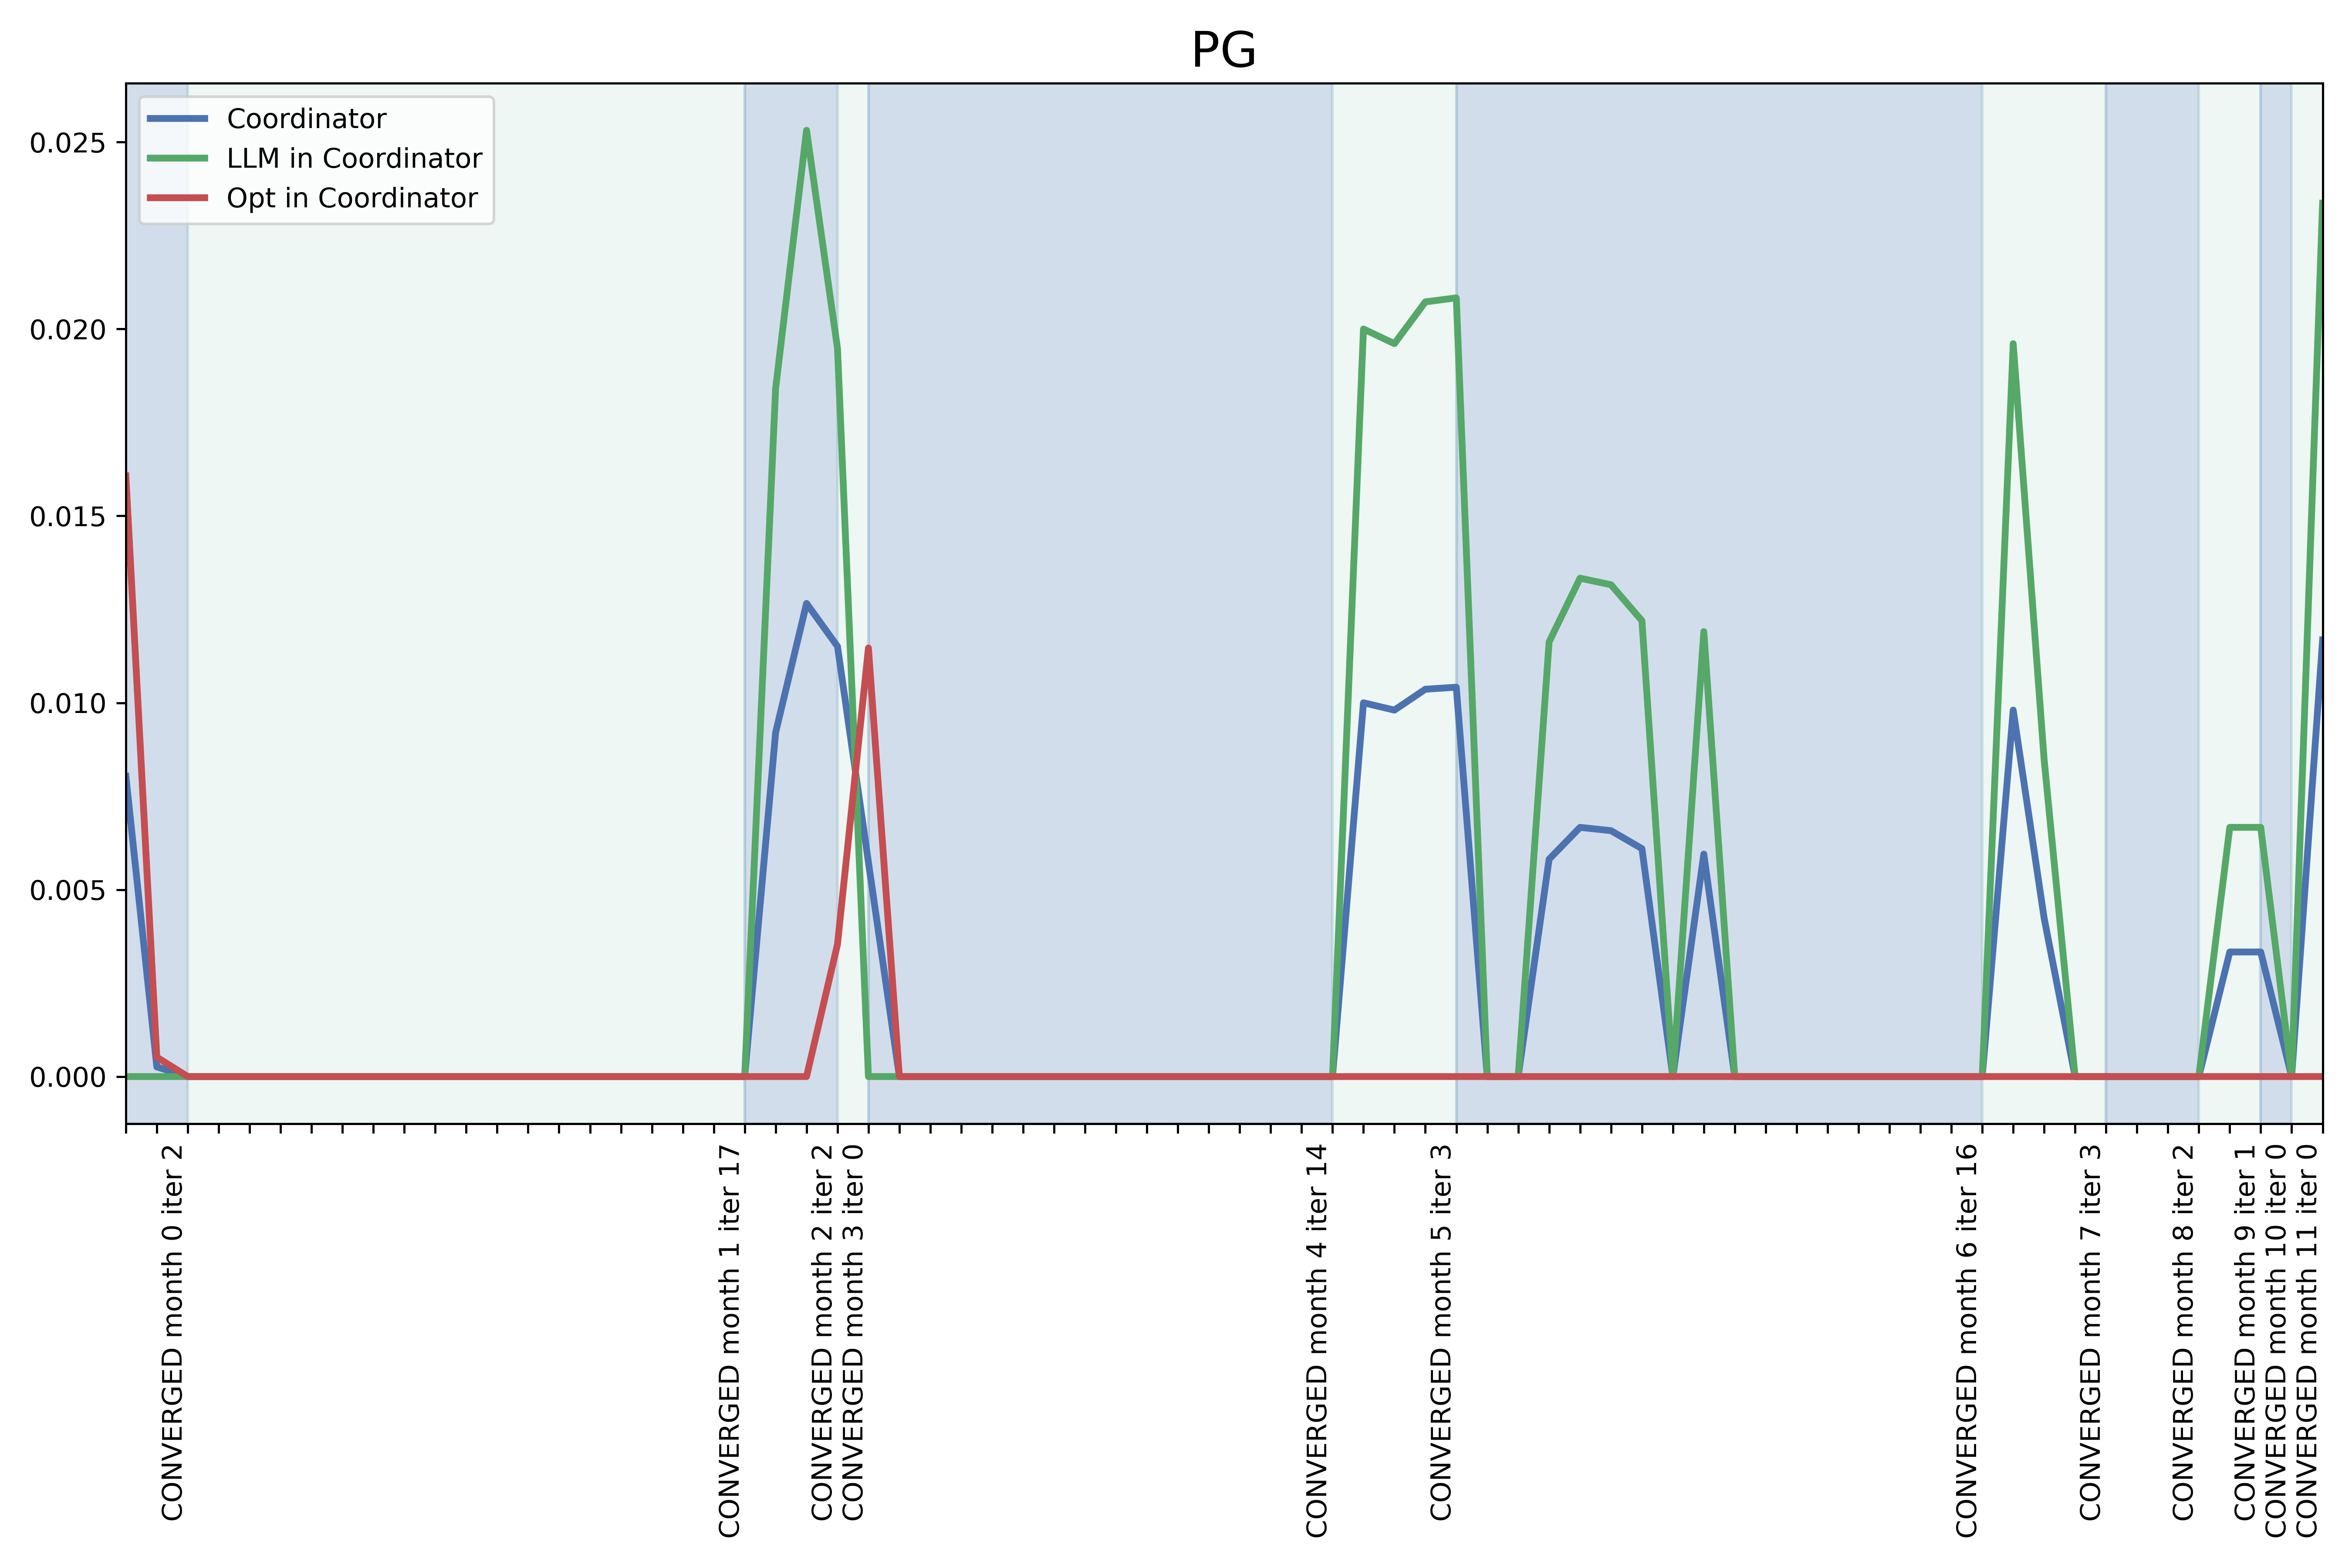 PG
Coordinator
LLM in Coordinator
Opt in Coordinator
0.025
0.020
0.015
0.010
0.005
0.000
CONVERGED month 0 iter 2
CONVERGED month 1 iter 17
CONVERGED month 2 iter 2
CONVERGED month 3 iter 0
CONVERGED month 4 iter 14
CONVERGED month 5 iter 3
CONVERGED month 6 iter 16
CONVERGED month 7 iter 3
CONVERGED month 8 iter 2
CONVERGED month 9 iter 1
CONVERGED month 10 iter 0
CONVERGED month 11 iter 0